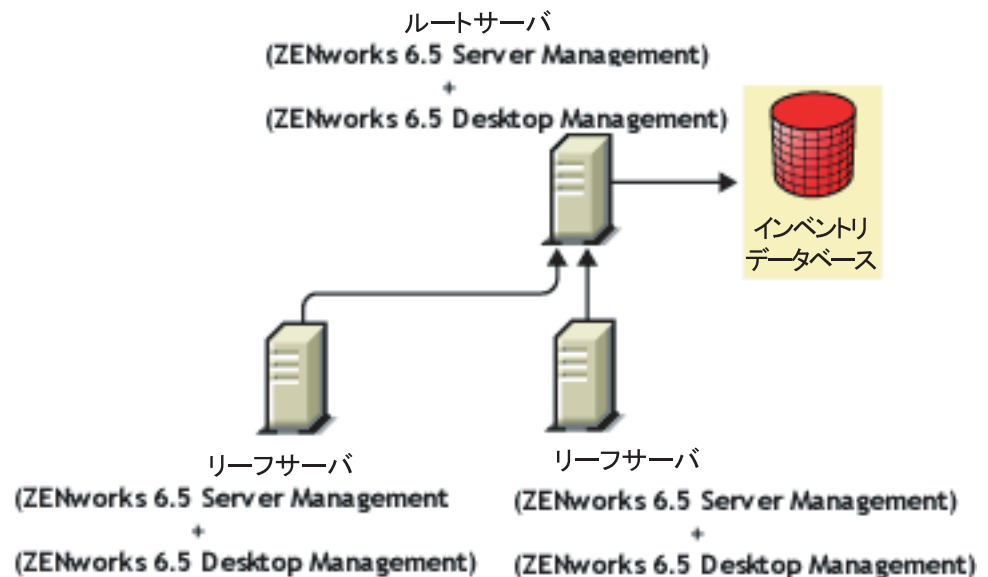 ルートサーバ
(ZENworks 6.5 Server Management)
+
(ZENworks 6.5 Desktop Management)
インベントリ
データベース
リーフサーバ
(ZENworks 6.5 Server Management
+
(ZENworks 6.5 Desktop Management)
リーフサーバ
(ZENworks 6.5 Server Management)
+
(ZENworks 6.5 Desktop Management)